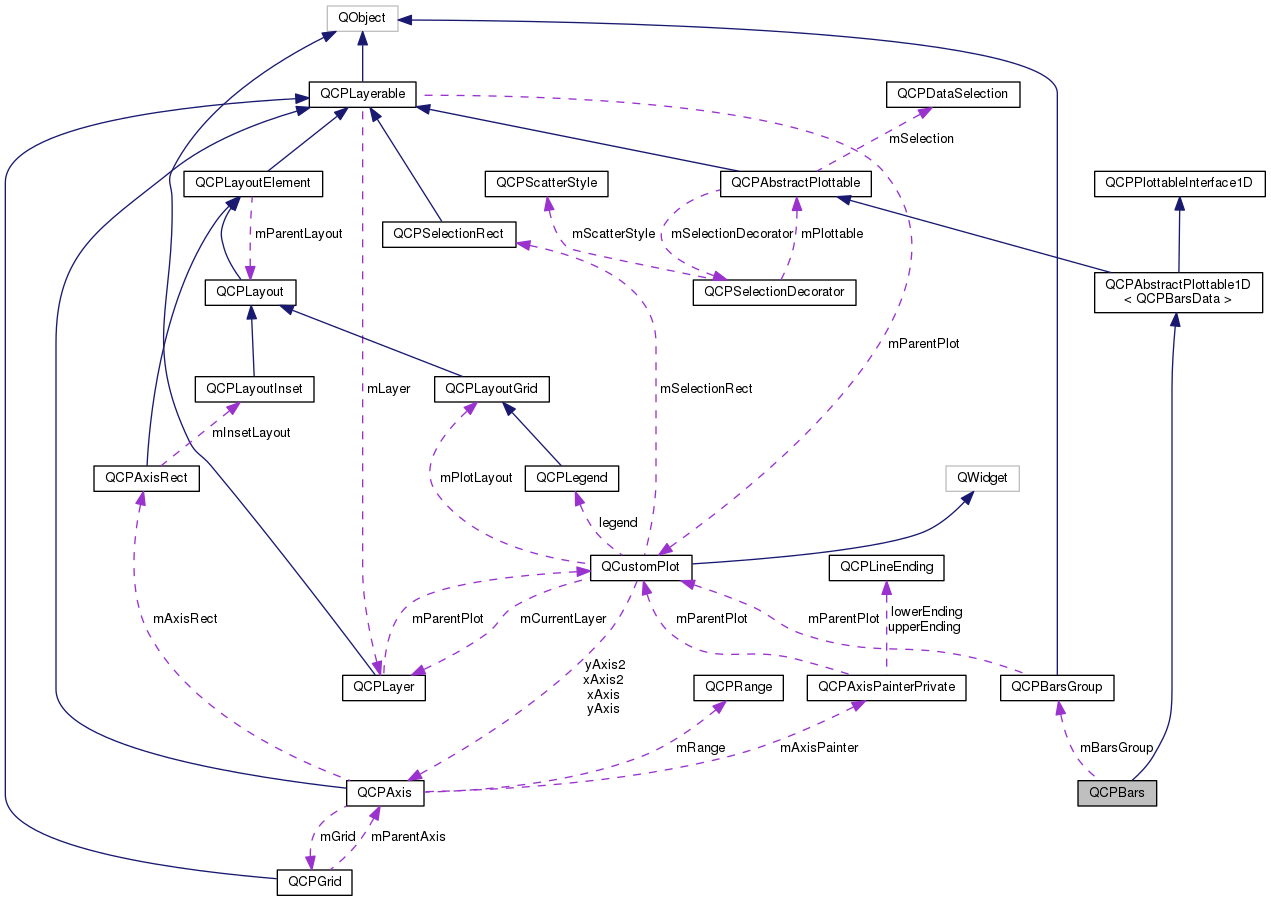 QObject
QCPLayerable
QCPDataSelection
mSelection
QCPLayoutElement
QCPScatterStyle
QCPAbstractPlottable
QCPPlottableInterface1D
mParentLayout
QCPSelectionRect
mScatterStyle
mSelectionDecorator
mPlottable
QCPLayout
QCPSelectionDecorator
QCPAbstractPlottable1D
< QCPBarsData >
mParentPlot
QCPLayoutInset
mLayer
QCPLayoutGrid
mSelectionRect
mInsetLayout
QCPAxisRect
mPlotLayout
QCPLegend
QWidget
legend
QCustomPlot
QCPLineEnding
mAxisRect
mParentPlot
mCurrentLayer
mParentPlot
mParentPlot
lowerEnding
upperEnding
yAxis2
xAxis2
xAxis
yAxis
QCPLayer
QCPRange
QCPAxisPainterPrivate
QCPBarsGroup
mRange
mAxisPainter
mBarsGroup
QCPAxis
QCPBars
mGrid
mParentAxis
QCPGrid